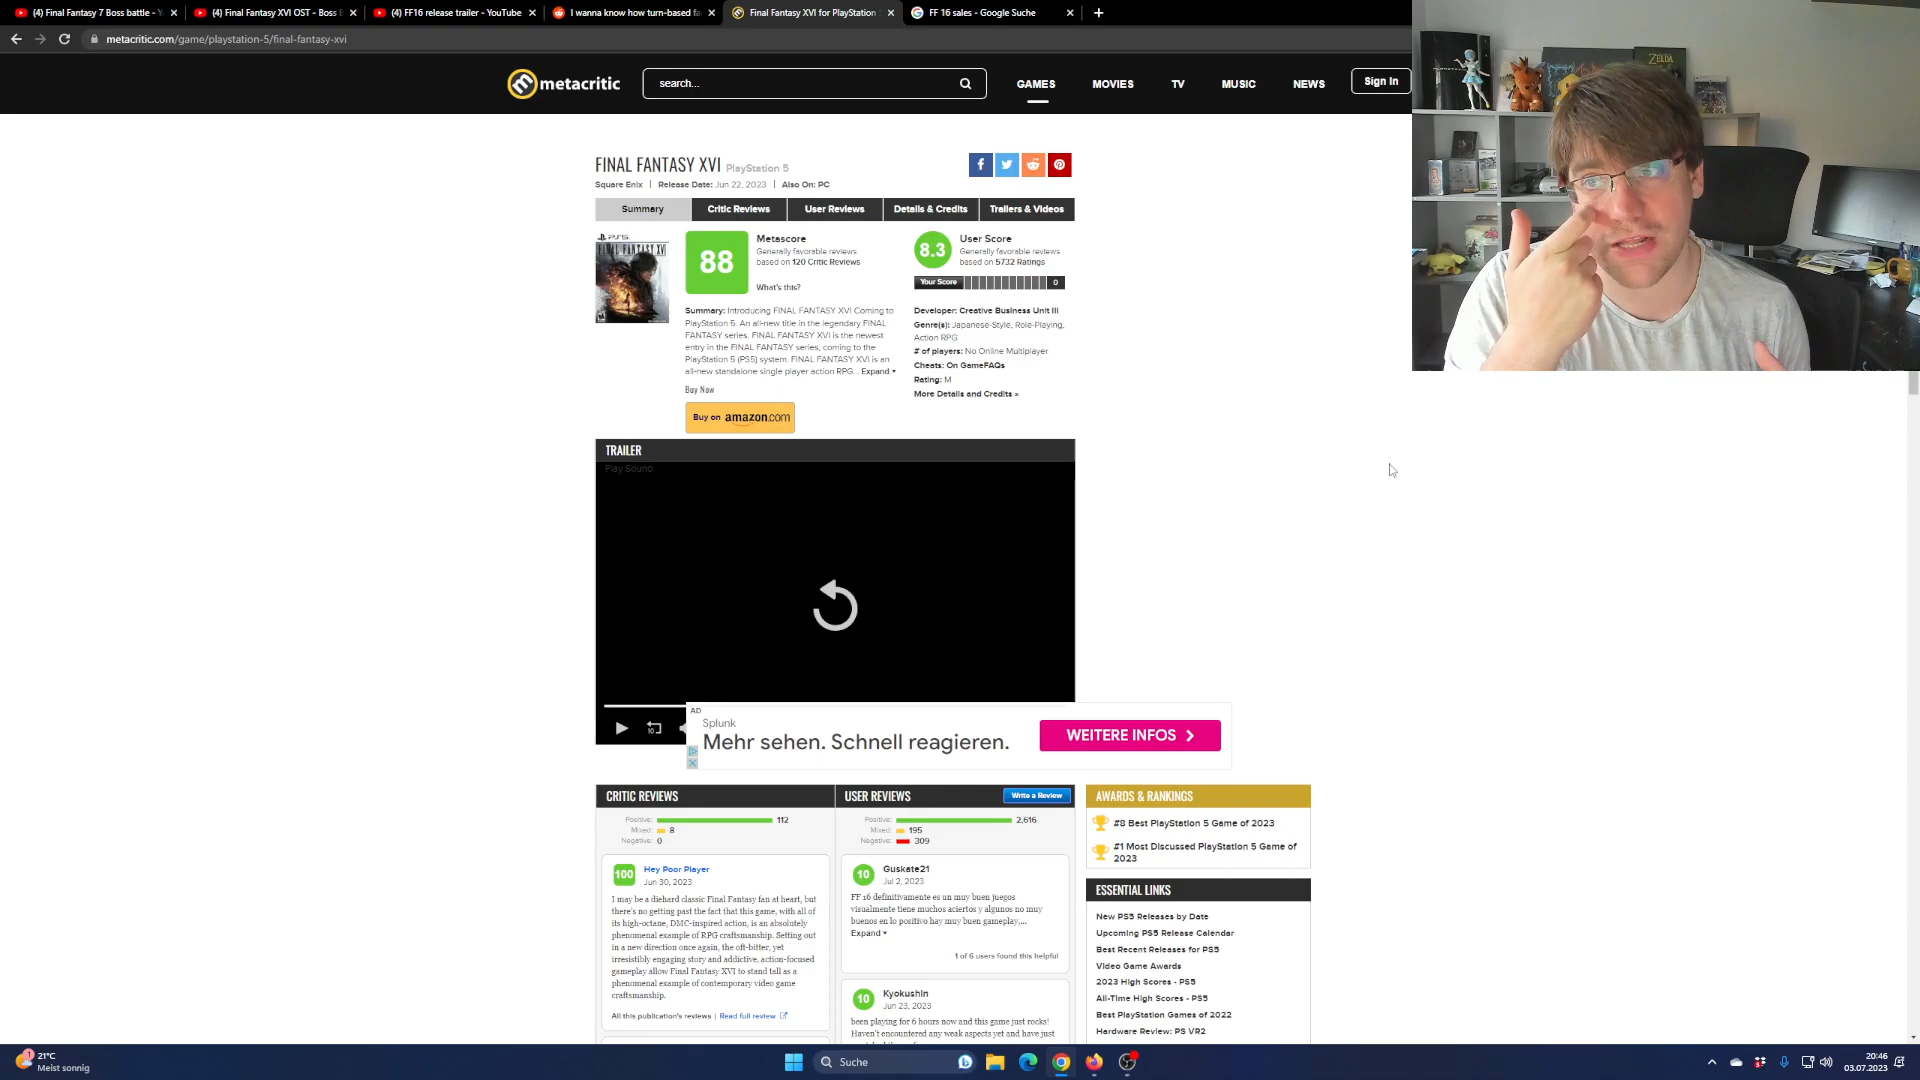 (4) Final Fantasy 7 Boss battle - Y
(4) Final Fantasy XVI OST - Boss B
(4) FF16 release trailer - YouTube
I wanna know how turn-based fa
Final Fantasy XVI for PlayStation
FF 16 sales - Google Suche
metacritic.com/game/playstation-5/final-fantasy-xvi
metacritic
search...
GAMES
MOVIES
TV
MUSIC
NEWS
Sign In
ZELDA
FINAL FANTASY XVI PlayStation 5
Square Enix | Release Date: Jun 22, 2023 | Also On: PC
Summary
Critic Reviews
User Reviews
Details & Credits
Trailers & Videos
PS5
FINAL FANTASY XVI
88
Metascore
Generally favorable reviews
based on 120 Critic Reviews
What's this?
8.3
User Score
Generally favorable reviews
based on 5732 Ratings
Your Score
0
Summary: Introducing FINAL FANTASY XVI Coming to
PlayStation 5. An all-new title in the legendary FINAL
FANTASY series. FINAL FANTASY XVI is the newest
entry in the FINAL FANTASY series, coming to the
PlayStation 5 (PS5) system. FINAL FANTASY XVI is an
all-new standalone single player action RPG... Expand
Buy Now
Buy on amazon.com
Developer: Creative Business Unit III
Genre(s): Japanese-Style, Role-Playing,
Action RPG
# of players: No Online Multiplayer
Cheats: On GameFAQs
Rating: M
More Details and Credits »
TRAILER
Play Sound
10
AD
Splunk
Mehr sehen. Schnell reagieren.
WEITERE INFOS
CRITIC REVIEWS
Positive: 112
Mixed: 8
Negative: 0
100
Hey Poor Player
Jun 30, 2023
I may be a diehard classic Final Fantasy fan at heart, but
there's no getting past the fact that this game, with all of
its high-octane, DMC-inspired action, is an absolutely
phenomenal example of RPG craftsmanship. Setting out
in a new direction once again, the oft-bitter, yet
irresistibly engaging story and addictive, action-focused
gameplay allow Final Fantasy XVI to stand tall as a
phenomenal example of contemporary video game
craftsmanship.
All this publication's reviews | Read full review
USER REVIEWS
Write a Review
Positive: 2,616
Mixed: 195
Negative: 309
10
Guskate21
Jul 2, 2023
FF 16 definitivamente es un muy buen juegos
visualmente tiene muchos aciertos y algunos no muy
buenos en lo positivo hay muy buen gameplay,...
Expand
1 of 6 users found this helpful
10
Kyokushin
Jun 23, 2023
been playing for 6 hours now and this game just rocks!
Haven't encountered any weak aspects yet and have just
AWARDS & RANKINGS
#8 Best PlayStation 5 Game of 2023
#1 Most Discussed PlayStation 5 Game of
2023
ESSENTIAL LINKS
New PS5 Releases by Date
Upcoming PS5 Release Calendar
Best Recent Releases for PS5
Video Game Awards
2023 High Scores - PS5
All-Time High Scores - PS5
Best PlayStation Games of 2022
Hardware Review: PS VR2
1
21°C
Meist sonnig
Suche
20:46
03.07.2023